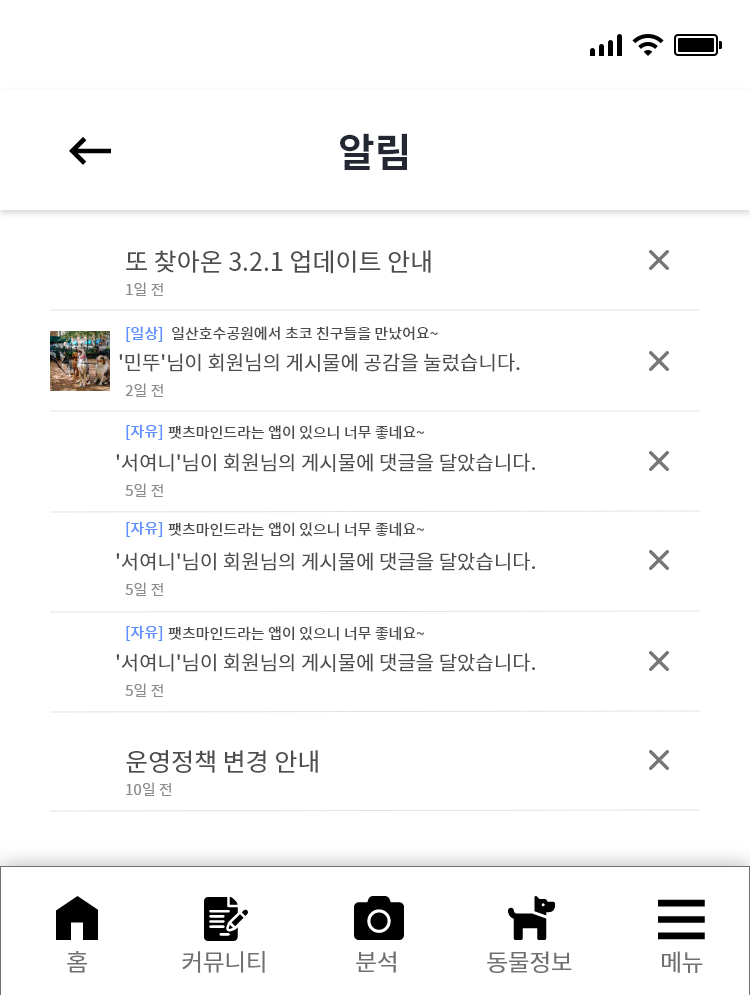 알림
또 찾아온 3.2.1 업데이트 안내
1일 전
[일상] 일산호수공원에서 초코 친구들을 만났어요~
'민뚜'님이 회원님의 게시물에 공감을 눌렀습니다.
2일 전
[자유] 팻츠마인드라는 앱이 있으니 너무 좋네요~
'서여니'님이 회원님의 게시물에 댓글을 달았습니다.
5일 전
[자유] 팻츠마인드라는 앱이 있으니 너무 좋네요~
'서여니'님이 회원님의 게시물에 댓글을 달았습니다.
5일 전
[자유] 팻츠마인드라는 앱이 있으니 너무 좋네요~
'서여니'님이 회원님의 게시물에 댓글을 달았습니다.
5일 전
운영정책 변경 안내
10일 전
홈 커뮤니티 분석 동물정보 메뉴